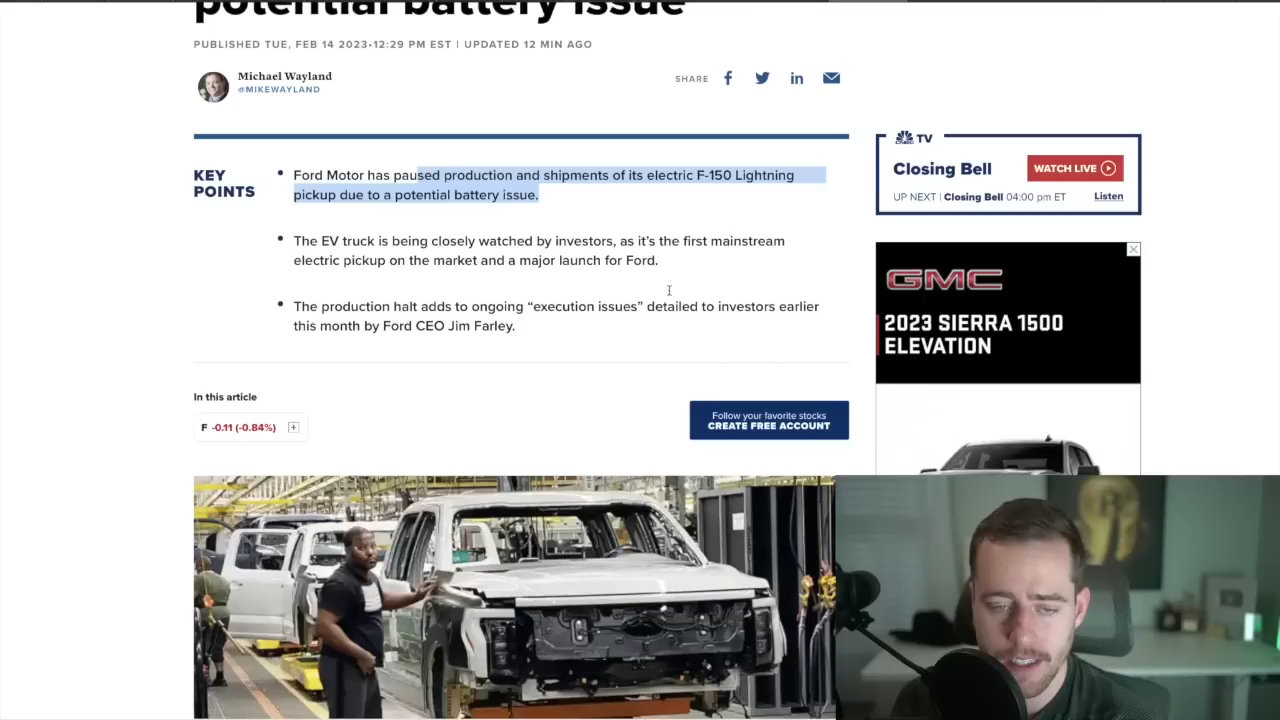 potential battery issue
PUBLISHED TUE, FEB 14 2023•12:29 PM EST | UPDATED 12 MIN AGO
Michael Wayland
@MIKEWAYLAND
SHARE
KEY
POINTS
Ford Motor has paused production and shipments of its electric F-150 Lightning
pickup due to a potential battery issue.
The EV truck is being closely watched by investors, as it's the first mainstream
electric pickup on the market and a major launch for Ford.
The production halt adds to ongoing “execution issues” detailed to investors earlier
this month by Ford CEO Jim Farley.
In this article
F -0.11 (-0.84%)
Follow your favorite stocks
CREATE FREE ACCOUNT
CNBC TV
Closing Bell
WATCH LIVE
UP NEXT | Closing Bell 04:00 pm ET
Listen
GMC
2023 SIERRA 1500
ELEVATION